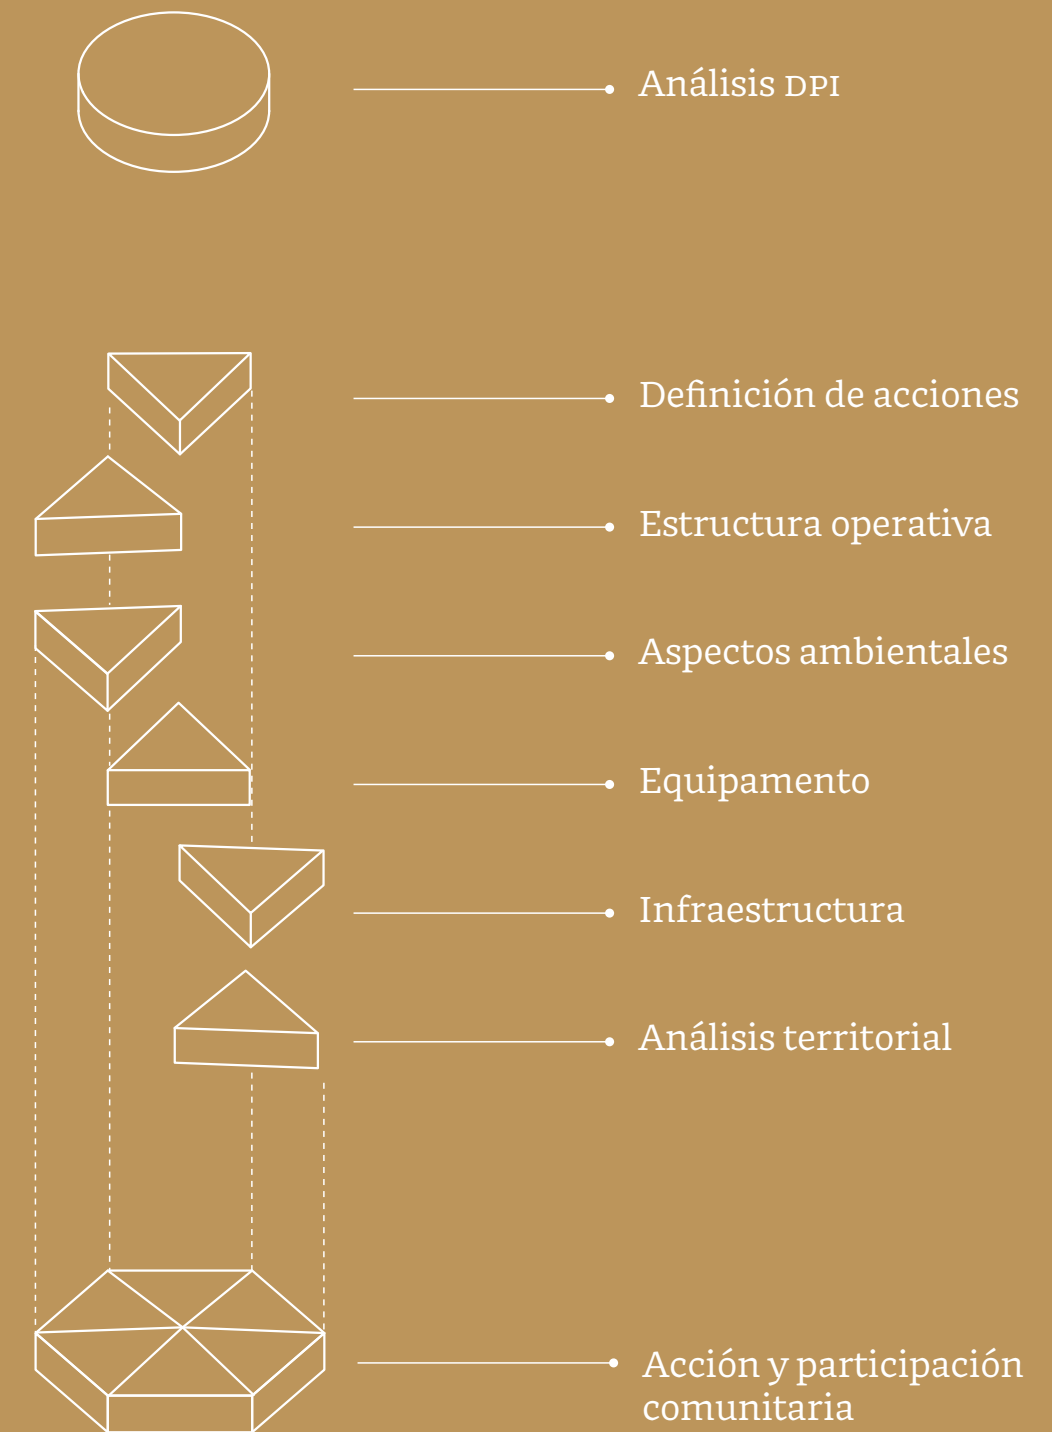 Análisis DPI
Definición de acciones
Estructura operativa
Aspectos ambientales
Equipamento
Infraestructura
Análisis territorial
Acción y participación
comunitaria